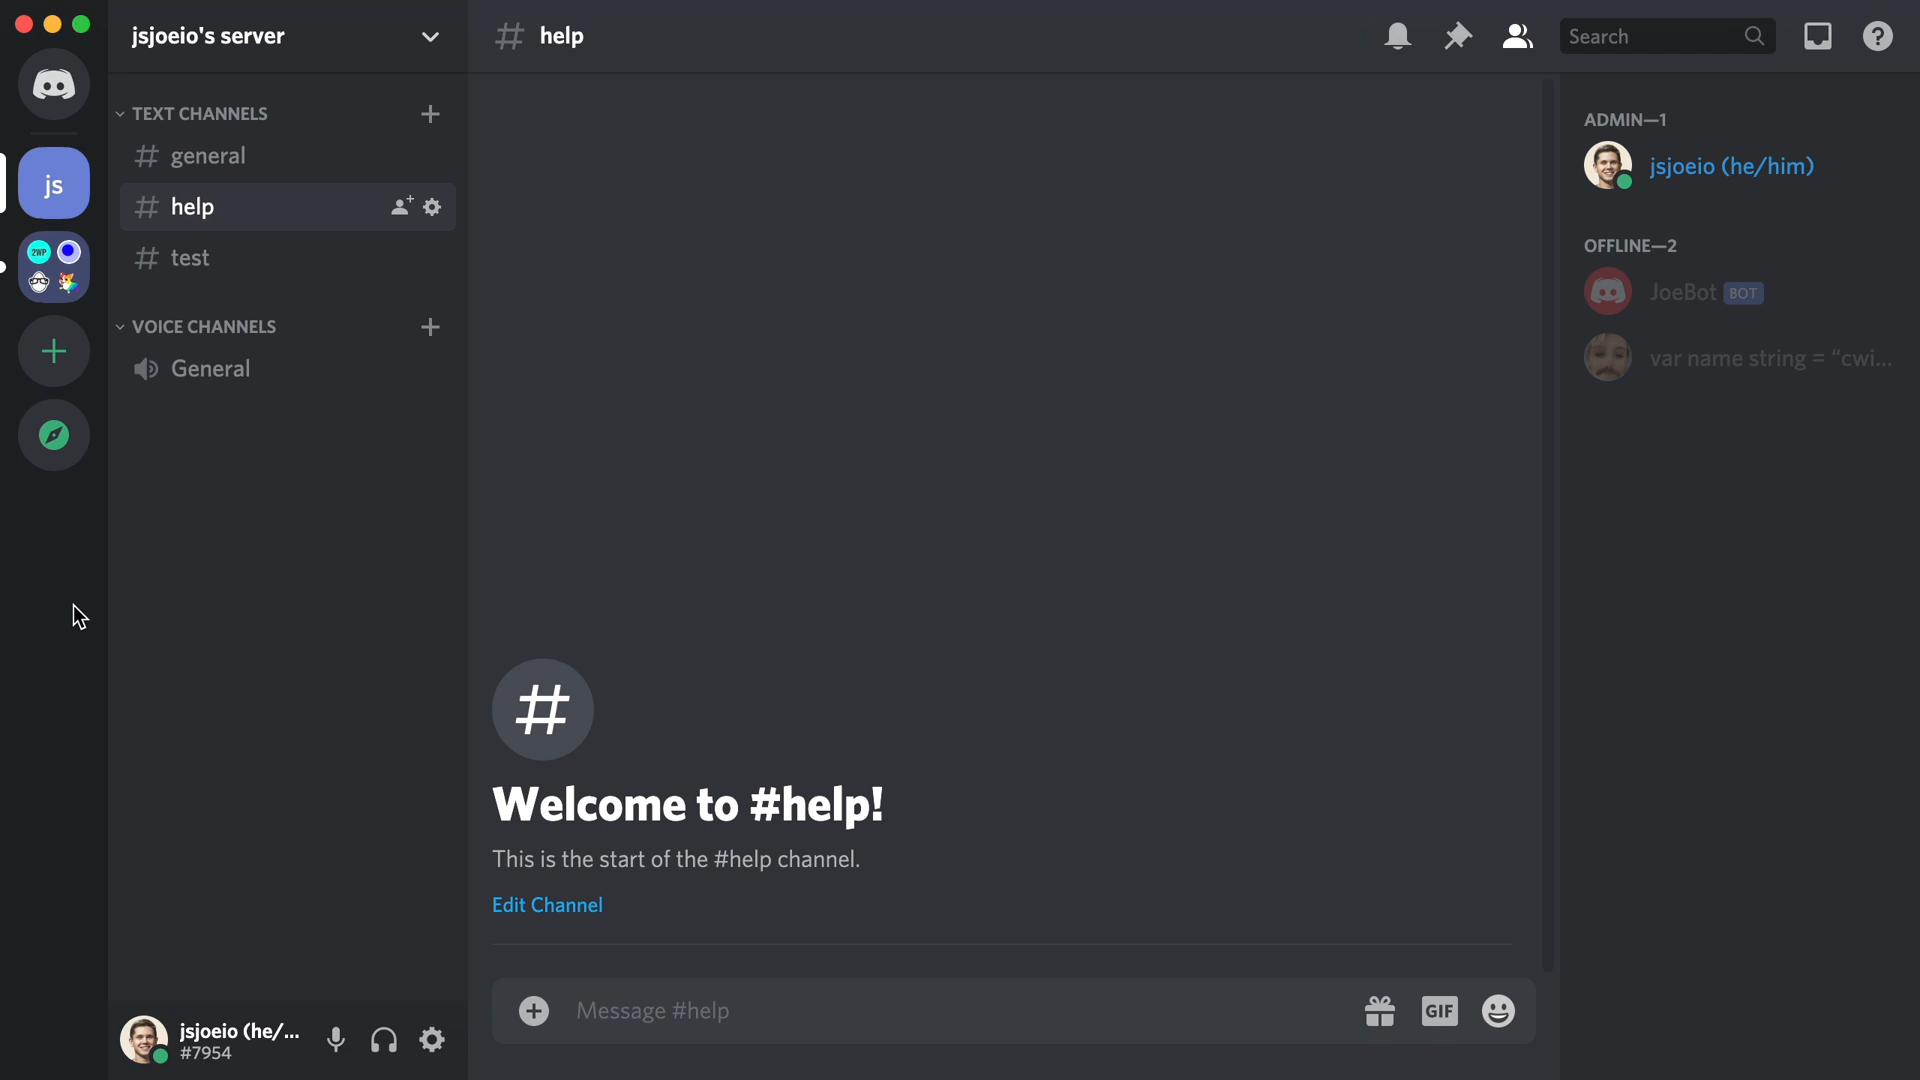 jsjoeio's server
help
Search
TEXT CHANNELS
general
help
test
VOICE CHANNELS
General
js
2WP
Welcome to #help!
This is the start of the #help channel.
Edit Channel
Message #help
GIF
ADMIN—1
jsjoeio (he/him)
OFFLINE—2
JoeBot BOT
var name string = “cwi...
jsjoeio (he/...
#7954